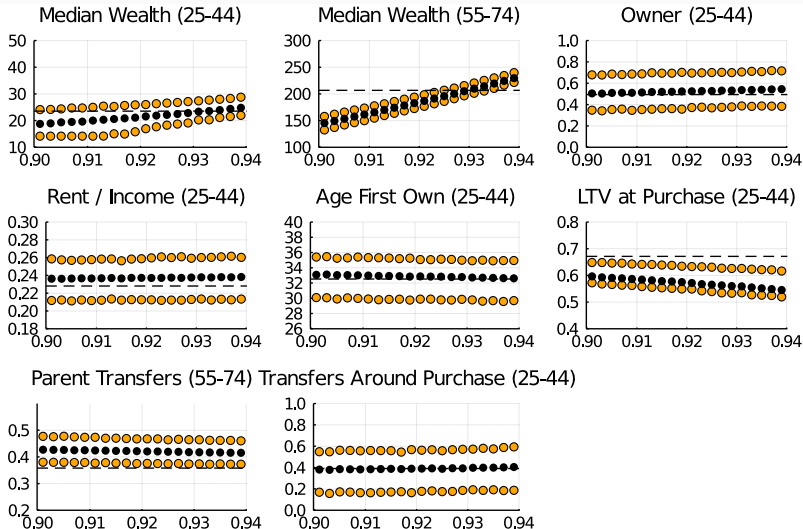 Median Wealth (25-44) Median Wealth (55-74) Owner (25-44)
50 300 1.0
40 250 0.8
30 200 0.6
20 150 0.4
10 100 0.2
0.0
0.90 0.91 0.92 0.93 0.94 0.90 0.91 0.92 0.93 0.94 0.90 0.91 0.92 0.93 0.94
Rent / Income (25-44) Age First Own (25-44) LTV at Purchase (25-44)
0.30 40 0.8
0.28 38
0.26 36 0.7
0.24 34 0.6
0.22 32
0.20 30 0.5
0.18 28 0.4
26
0.90 0.91 0.92 0.93 0.94 0.90 0.91 0.92 0.93 0.94 0.90 0.91 0.92 0.93 0.94
Parent Transfers (55-74) Transfers Around Purchase (25-44)
0.5 1.0
0.4 0.8
0.3 0.6
0.2 0.4
0.2
0.0
0.90 0.91 0.92 0.93 0.94 0.90 0.91 0.92 0.93 0.94